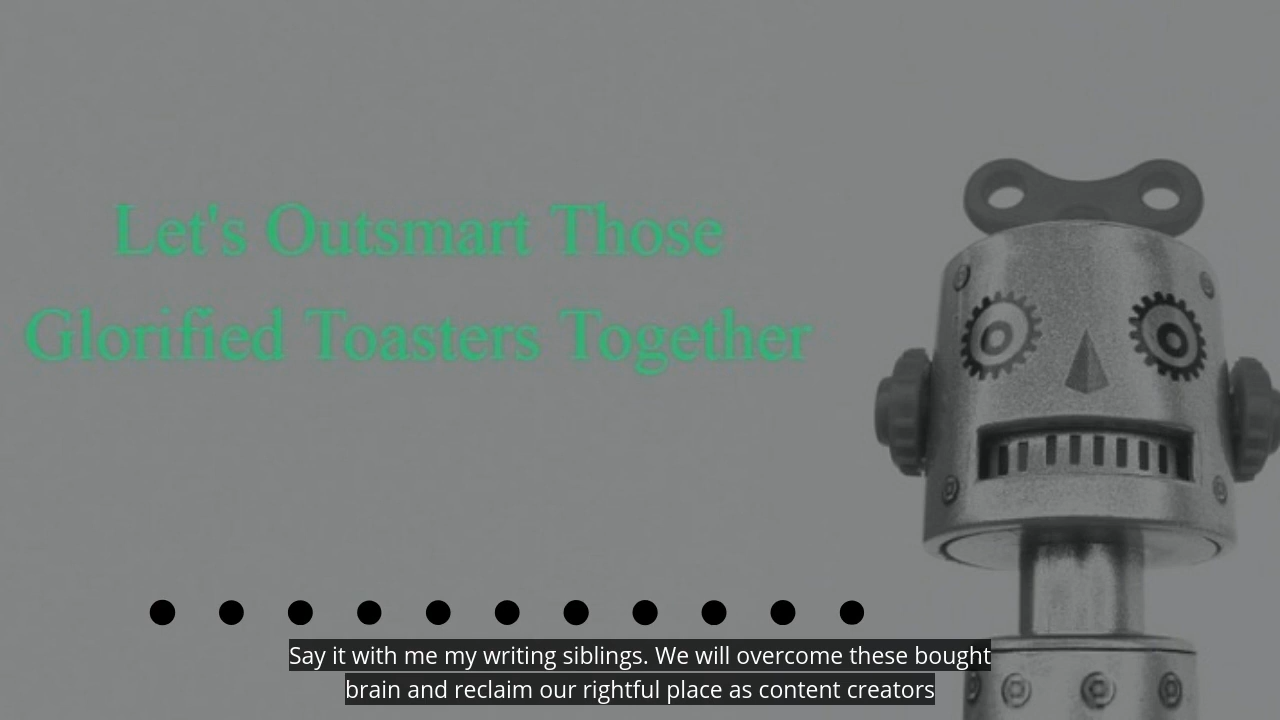 Let's Outsmart Those
Glorified Toasters Together
Say it with me my writing siblings. We will overcome these bought
brain and reclaim our rightful place as content creators